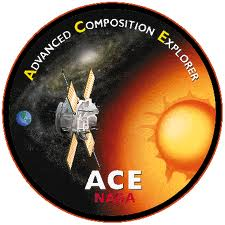 ADVANCED COMPOSITION EXPLORER
ACE
NASA